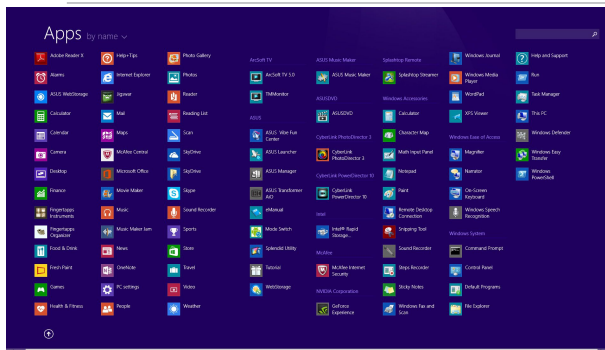 Apps by name
Adobe Reader X
Alarms
ASUS WebStorage
Calculator
Calendar
Camera
Desktop
Finance
Fingertapps
Instruments
Fingertapps
Organizer
Food & Drink
Fresh Paint
Games
Health & Fitness
Help+Tips
Internet Explorer
Jigswar
Mail
Maps
McAfee Central
Microsoft Office
Movie Maker
Music
Music Maker Jam
News
OneNote
PC settings
People
Photo Gallery
Photos
Reader
Reading List
Scan
SkyDrive
SkyDrive
Skype
Sound Recorder
Sports
Store
Travel
Video
Weather
ArcSoft TV
ArcSoft TV 5.0
TMMonitor
ASUS
ASUS Vibe Fun
Center
ASUS Launcher
ASUS Manager
ASUS Transformer
AiO
eManual
Mode Switch
Splendid Utility
Tutorial
WebStorage
ASUS Music Maker
ASUS Music Maker
ASUSDVD
ASUSDVD
CyberLink PhotoDirector 3
CyberLink
PhotoDirector 3
CyberLink PowerDirector 10
CyberLink
PowerDirector 10
Intel
Intel® Rapid
Storage...
McAfee
McAfee Internet
Security
NVIDIA Corporation
GeForce
Experience
Splashtop Remote
Splashtop Streamer
Windows Accessories
Calculator
Character Map
Math Input Panel
Notepad
Paint
Remote Desktop
Connection
Snipping Tool
Sound Recorder
Steps Recorder
Sticky Notes
Windows Fax and
Scan
Windows Journal
Windows Media
Player
WordPad
XPS Viewer
Windows Ease of Access
Magnifier
Narrator
On-Screen
Keyboard
Windows Speech
Recognition
Windows System
Command Prompt
Control Panel
Default Programs
File Explorer
Help and Support
Run
Task Manager
This PC
Windows Defender
Windows Easy
Transfer
Windows
PowerShell